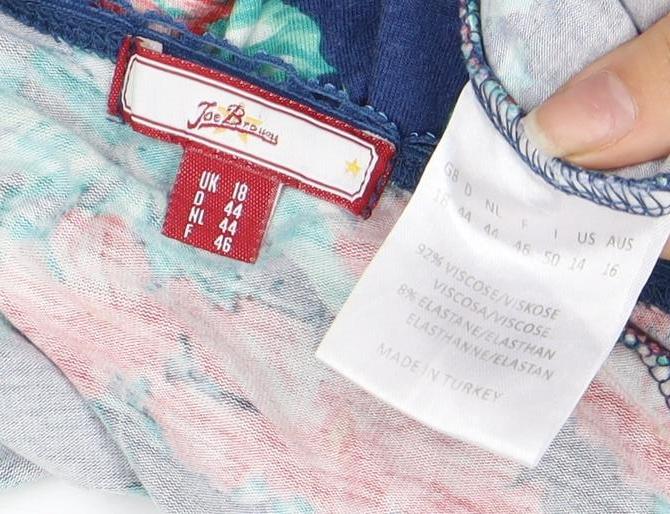 Joe Browns
UK 18
D 44
NL 44
F 46
GB D NL F I US AUS
18 44 44 46 50 14 16
92% VISCOSE/VISKOSE
VISCOSA/VISCOSE
8% ELASTANE/ELASTHAN
ELASTHANNE/ELASTAN
MADE IN TURKEY